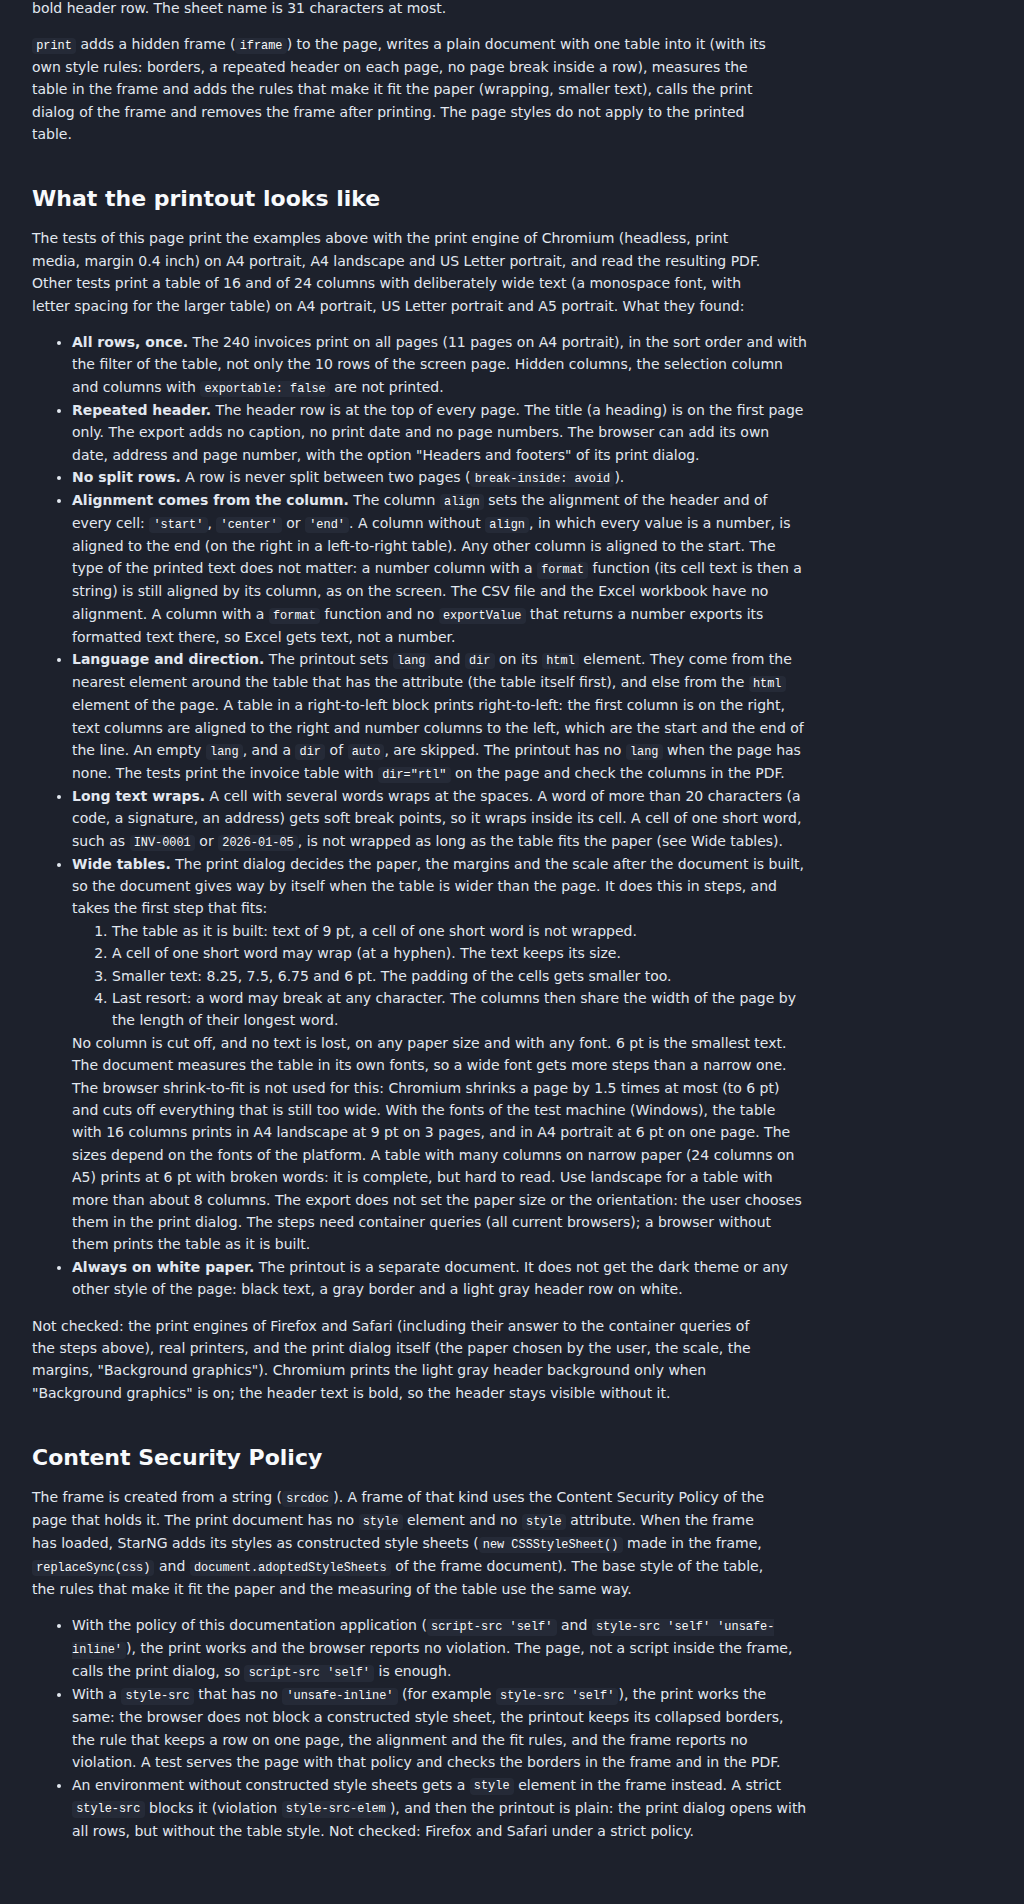 bold header row. The sheet name is 31 characters at most.
print adds a hidden frame (iframe) to the page, writes a plain document with one table into it (with its
own style rules: borders, a repeated header on each page, no page break inside a row), measures the
table in the frame and adds the rules that make it fit the paper (wrapping, smaller text), calls the print
dialog of the frame and removes the frame after printing. The page styles do not apply to the printed
table.
What the printout looks like
The tests of this page print the examples above with the print engine of Chromium (headless, print
media, margin 0.4 inch) on A4 portrait, A4 landscape and US Letter portrait, and read the resulting PDF.
Other tests print a table of 16 and of 24 columns with deliberately wide text (a monospace font, with
letter spacing for the larger table) on A4 portrait, US Letter portrait and A5 portrait. What they found:
• All rows, once. The 240 invoices print on all pages (11 pages on A4 portrait), in the sort order and with
the filter of the table, not only the 10 rows of the screen page. Hidden columns, the selection column
and columns with exportable: false are not printed.
• Repeated header. The header row is at the top of every page. The title (a heading) is on the first page
only. The export adds no caption, no print date and no page numbers. The browser can add its own
date, address and page number, with the option "Headers and footers" of its print dialog.
• No split rows. A row is never split between two pages (break-inside: avoid).
• Alignment comes from the column. The column align sets the alignment of the header and of
every cell: 'start', 'center' or 'end'. A column without align, in which every value is a number, is
aligned to the end (on the right in a left-to-right table). Any other column is aligned to the start. The
type of the printed text does not matter: a number column with a format function (its cell text is then a
string) is still aligned by its column, as on the screen. The CSV file and the Excel workbook have no
alignment. A column with a format function and no exportValue that returns a number exports its
formatted text there, so Excel gets text, not a number.
• Language and direction. The printout sets lang and dir on its html element. They come from the
nearest element around the table that has the attribute (the table itself first), and else from the html
element of the page. A table in a right-to-left block prints right-to-left: the first column is on the right,
text columns are aligned to the right and number columns to the left, which are the start and the end of
the line. An empty lang, and a dir of auto, are skipped. The printout has no lang when the page has
none. The tests print the invoice table with dir="rtl" on the page and check the columns in the PDF.
• Long text wraps. A cell with several words wraps at the spaces. A word of more than 20 characters (a
code, a signature, an address) gets soft break points, so it wraps inside its cell. A cell of one short word,
such as INV-0001 or 2026-01-05, is not wrapped as long as the table fits the paper (see Wide tables).
• Wide tables. The print dialog decides the paper, the margins and the scale after the document is built,
so the document gives way by itself when the table is wider than the page. It does this in steps, and
takes the first step that fits:
1. The table as it is built: text of 9 pt, a cell of one short word is not wrapped.
2. A cell of one short word may wrap (at a hyphen). The text keeps its size.
3. Smaller text: 8.25, 7.5, 6.75 and 6 pt. The padding of the cells gets smaller too.
4. Last resort: a word may break at any character. The columns then share the width of the page by
the length of their longest word.
No column is cut off, and no text is lost, on any paper size and with any font. 6 pt is the smallest text.
The document measures the table in its own fonts, so a wide font gets more steps than a narrow one.
The browser shrink-to-fit is not used for this: Chromium shrinks a page by 1.5 times at most (to 6 pt)
and cuts off everything that is still too wide. With the fonts of the test machine (Windows), the table
with 16 columns prints in A4 landscape at 9 pt on 3 pages, and in A4 portrait at 6 pt on one page. The
sizes depend on the fonts of the platform. A table with many columns on narrow paper (24 columns on
A5) prints at 6 pt with broken words: it is complete, but hard to read. Use landscape for a table with
more than about 8 columns. The export does not set the paper size or the orientation: the user chooses
them in the print dialog. The steps need container queries (all current browsers); a browser without
them prints the table as it is built.
• Always on white paper. The printout is a separate document. It does not get the dark theme or any
other style of the page: black text, a gray border and a light gray header row on white.
Not checked: the print engines of Firefox and Safari (including their answer to the container queries of
the steps above), real printers, and the print dialog itself (the paper chosen by the user, the scale, the
margins, "Background graphics"). Chromium prints the light gray header background only when
"Background graphics" is on; the header text is bold, so the header stays visible without it.
Content Security Policy
The frame is created from a string (srcdoc). A frame of that kind uses the Content Security Policy of the
page that holds it. The print document has no style element and no style attribute. When the frame
has loaded, StarNG adds its styles as constructed style sheets (new CSSStyleSheet() made in the frame,
replaceSync(css) and document.adoptedStyleSheets of the frame document). The base style of the table,
the rules that make it fit the paper and the measuring of the table use the same way.
• With the policy of this documentation application (script-src 'self' and style-src 'self' 'unsafe-
inline'), the print works and the browser reports no violation. The page, not a script inside the frame,
calls the print dialog, so script-src 'self' is enough.
• With a style-src that has no 'unsafe-inline' (for example style-src 'self'), the print works the
same: the browser does not block a constructed style sheet, the printout keeps its collapsed borders,
the rule that keeps a row on one page, the alignment and the fit rules, and the frame reports no
violation. A test serves the page with that policy and checks the borders in the frame and in the PDF.
• An environment without constructed style sheets gets a style element in the frame instead. A strict
style-src blocks it (violation style-src-elem), and then the printout is plain: the print dialog opens with
all rows, but without the table style. Not checked: Firefox and Safari under a strict policy.